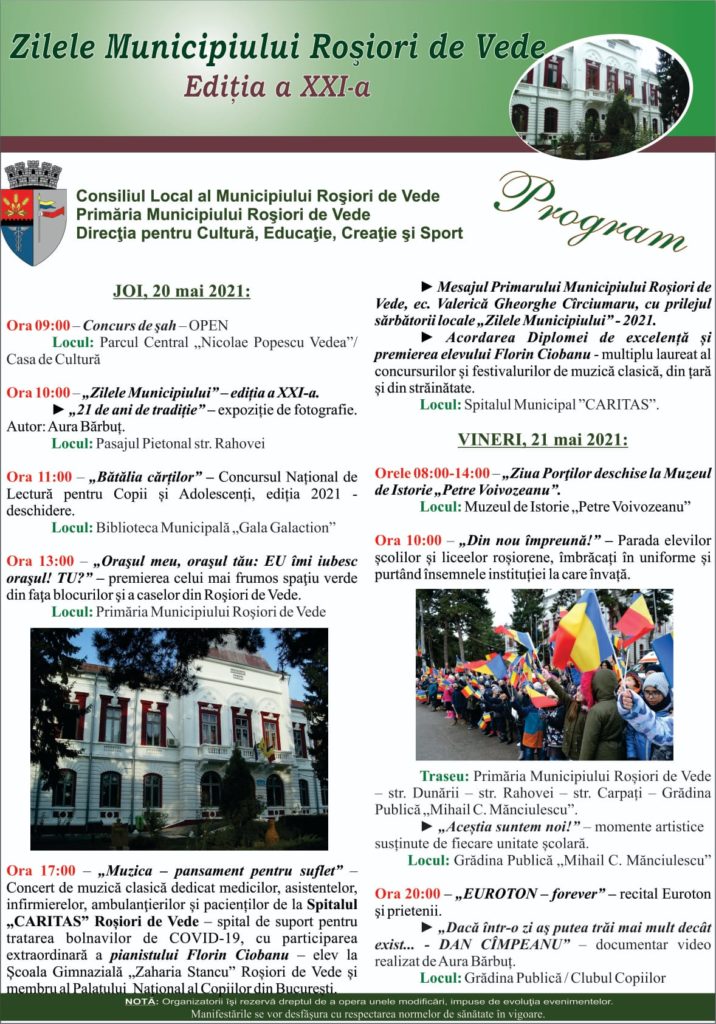 Zilele Municipiului Roşiori de Vede
Ediția a XXI-a
Consiliul Local al Municipiului Roşiori de Vede
Primăria Municipiului Roşiori de Vede
Direcţia pentru Cultură, Educaţie, Creaţie şi Sport
Program
JOI, 20 mai 2021:
Ora 09:00 – Concurs de şah – OPEN
Locul: Parcul Central „Nicolae Popescu Vedea”/
Casa de Cultură
Ora 10:00 – „Zilele Municipiului” – ediția a XXI-a.
► „21 de ani de tradiție” – expoziție de fotografie.
Autor: Aura Bărbuț.
Locul: Pasajul Pietonal str. Rahovei
Ora 11:00 – „Bătălia cărților” – Concursul Național de
Lectură pentru Copii și Adolescenți, ediția 2021 -
deschidere.
Locul: Biblioteca Municipală „Gala Galaction”
Ora 13:00 – „Oraşul meu, oraşul tău: EU îmi iubesc
oraşul! TU?” – premierea celui mai frumos spaţiu verde
din faţa blocurilor şi a caselor din Roşiori de Vede.
Locul: Primăria Municipiului Roşiori de Vede
Ora 17:00 – „Muzica – pansament pentru suflet” –
Concert de muzică clasică dedicat medicilor, asistentelor,
infirmierelor, ambulanțierilor și pacienților de la Spitalul
„CARITAS” Roșiori de Vede – spital de suport pentru
tratarea bolnavilor de COVID-19, cu participarea
extraordinară a pianistului Florin Ciobanu – elev la
Şcoala Gimnazială „Zaharia Stancu” Roşiori de Vede şi
membru al Palatului Național al Copiilor din București.
► Mesajul Primarului Municipiului Roșiori de
Vede, ec. Valerică Gheorghe Cîrciumaru, cu prilejul
sărbătorii locale „Zilele Municipiului” - 2021.
► Acordarea Diplomei de excelență și
premierea elevului Florin Ciobanu - multiplu laureat al
concursurilor și festivalurilor de muzică clasică, din țară
și din străinătate.
Locul: Spitalul Municipal ”CARITAS”.
VINERI, 21 mai 2021:
Orele 08:00-14:00 – „Ziua Porţilor deschise la Muzeul
de Istorie „Petre Voivozeanu”.
Locul: Muzeul de Istorie „Petre Voivozeanu”
Ora 10:00 – „Din nou împreună!” – Parada elevilor
școlilor și liceelor roșiorene, îmbrăcați în uniforme și
purtând însemnele instituției la care învață.
Traseu: Primăria Municipiului Roșiori de Vede
– str. Dunării – str. Rahovei – str. Carpați – Grădina
Publică „Mihail C. Mănciulescu”.
► „Aceștia suntem noi!” – momente artistice
susținute de fiecare unitate școlară.
Locul: Grădina Publică „Mihail C. Mănciulescu”
Ora 20:00 – „EUROTON – forever” – recital Euroton
și prietenii.
► „Dacă într-o zi aş putea trăi mai mult decât
exist... - DAN CÎMPEANU” – documentar video
realizat de Aura Bărbuț.
Locul: Grădina Publică / Clubul Copiilor
NOTĂ: Organizatorii își rezervă dreptul de a opera unele modificări, impuse de evoluția evenimentelor.
Manifestările se vor desfășura cu respectarea normelor de sănătate în vigoare.